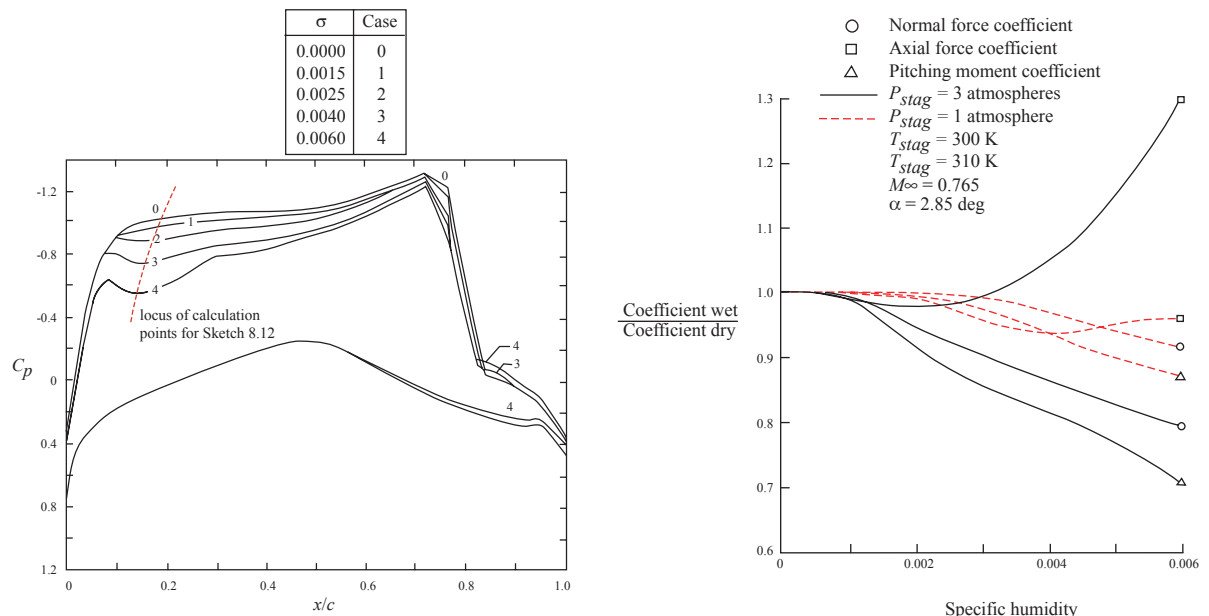 σ Case
0.0000 0
0.0015 1
0.0025 2
0.0040 3
0.0060 4
-1.2
-0.8
-0.4
0
0.4
0.8
1.2
C_p
0
0
1
2
3
4
locus of calculation
points for Sketch 8.12
4
3
4
0 0.2 0.4 0.6 0.8 1.0
x/c
Normal force coefficient
Axial force coefficient
Pitching moment coefficient
P_stag = 3 atmospheres
P_stag = 1 atmosphere
T_stag = 300 K
T_stag = 310 K
M∞ = 0.765
α = 2.85 deg
1.3
1.2
1.1
1.0
0.9
0.8
0.7
0.6
Coefficient wet
Coefficient dry
0 0.002 0.004 0.006
Specific humidity